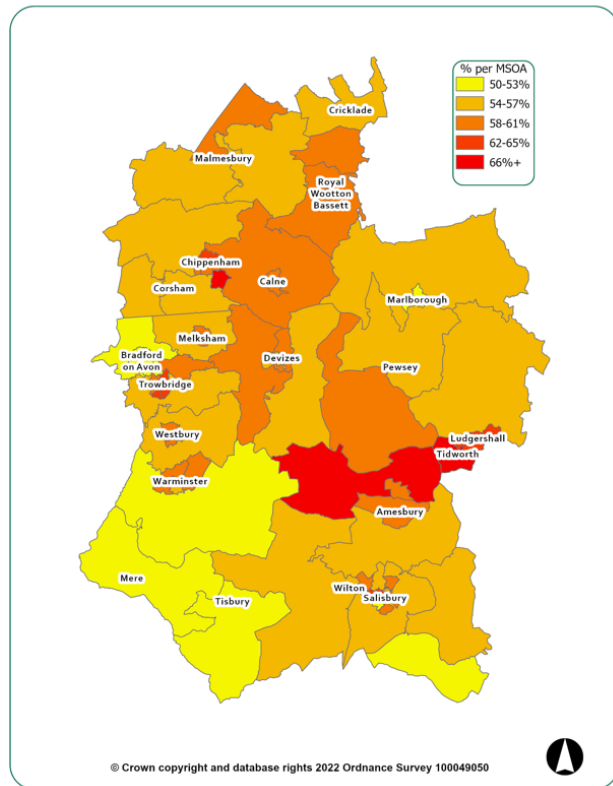 % per MSOA
50-53%
54-57%
58-61%
62-65%
66%+
Cricklade
Malmesbury
Royal
Wootton
Bassett
Chippenham
Calne
Corsham
Marlborough
Melksham
Bradford
on Avon
Devizes
Pewsey
Trowbridge
Westbury
Ludgershall
Tidworth
Warminster
Amesbury
Mere
Tisbury
Wilton
Salisbury
© Crown copyright and database rights 2022 Ordnance Survey 100049050